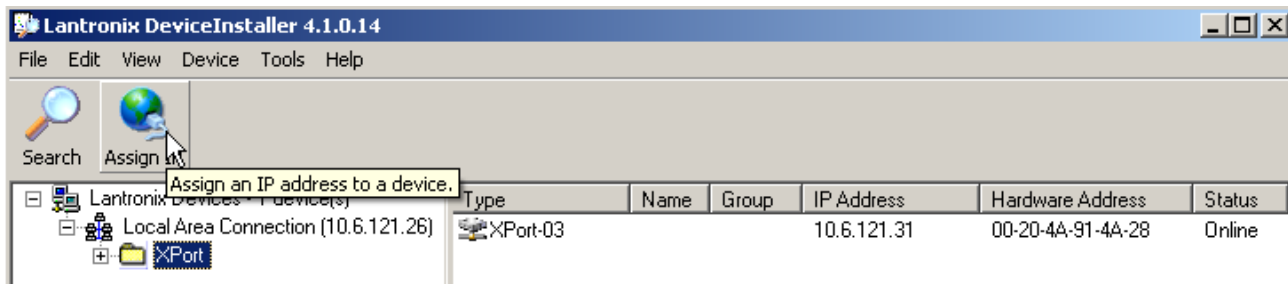 Lantronix DeviceInstaller 4.1.0.14
File Edit View Device Tools Help
Search Assign
Assign an IP address to a device.
Lantronix Devices - 1 device(s)
Type Name Group IP Address Hardware Address Status
Local Area Connection (10.6.121.26)
XPort-03 10.6.121.31 00-20-4A-91-4A-28 Online
XPort